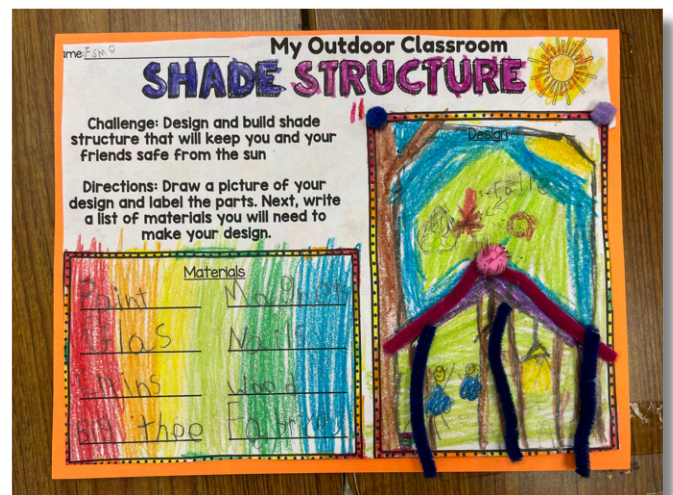 ame: Esmo
My Outdoor Classroom
SHADE STRUCTURE
Challenge: Design and build shade
structure that will keep you and your
friends safe from the sun
Directions: Draw a picture of your
design and label the parts. Next, write
a list of materials you will need to
make your design.
Materials
Paint
Glas
Nails
Wood
Design